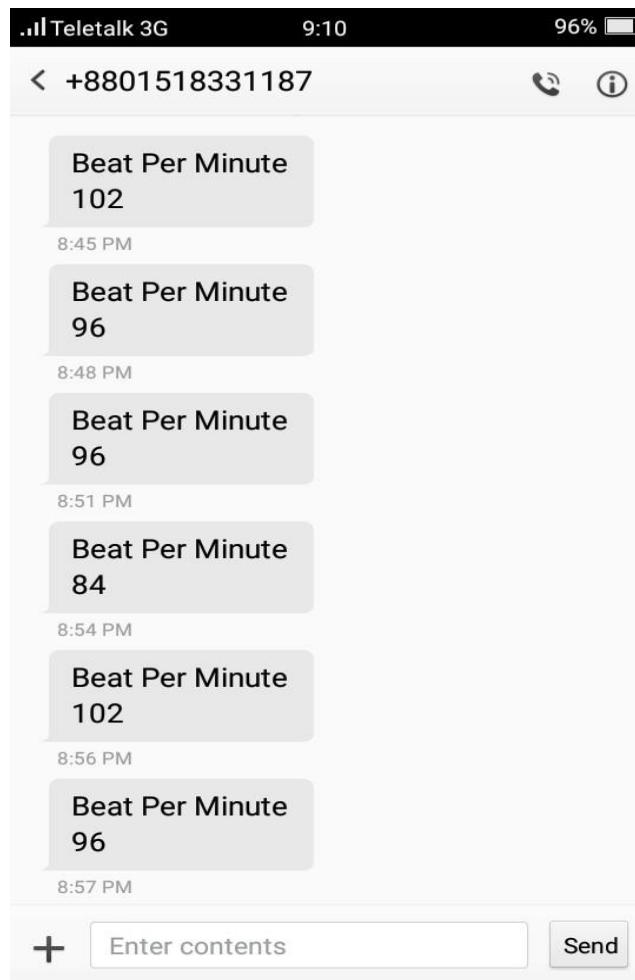 Teletalk 3G 9:10 96%
+8801518331187
Beat Per Minute
102
8:45 PM
Beat Per Minute
96
8:48 PM
Beat Per Minute
96
8:51 PM
Beat Per Minute
84
8:54 PM
Beat Per Minute
102
8:56 PM
Beat Per Minute
96
8:57 PM
Enter contents Send